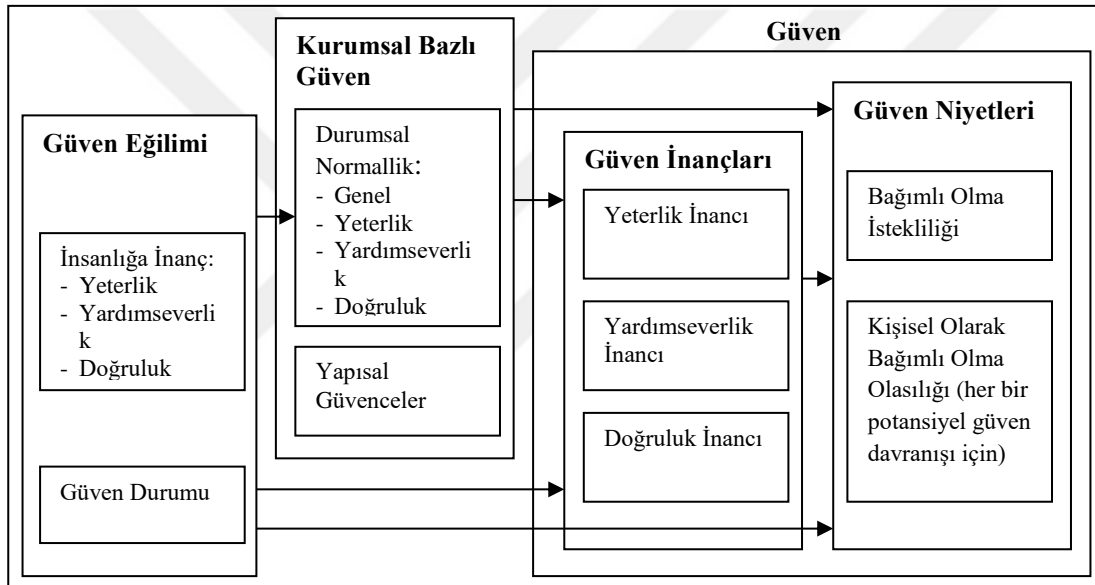 Güven Eğilimi
İnsanlığa İnanç:
- Yeterlik
- Yardımseverli
k
- Doğruluk
Güven Durumu
Kurumsal Bazlı
Güven
Durumsal
Normallik:
- Genel
- Yeterlik
- Yardımseverli
k
- Doğruluk
Yapısal
Güvenceler
Güven
Güven İnançları
Yeterlik İnancı
Yardımseverlik
İnancı
Doğruluk İnancı
Güven Niyetleri
Bağımlı Olma
İstekliliği
Kişisel Olarak
Bağımlı Olma
Olasılığı (her bir
potansiyel güven
davranışı için)